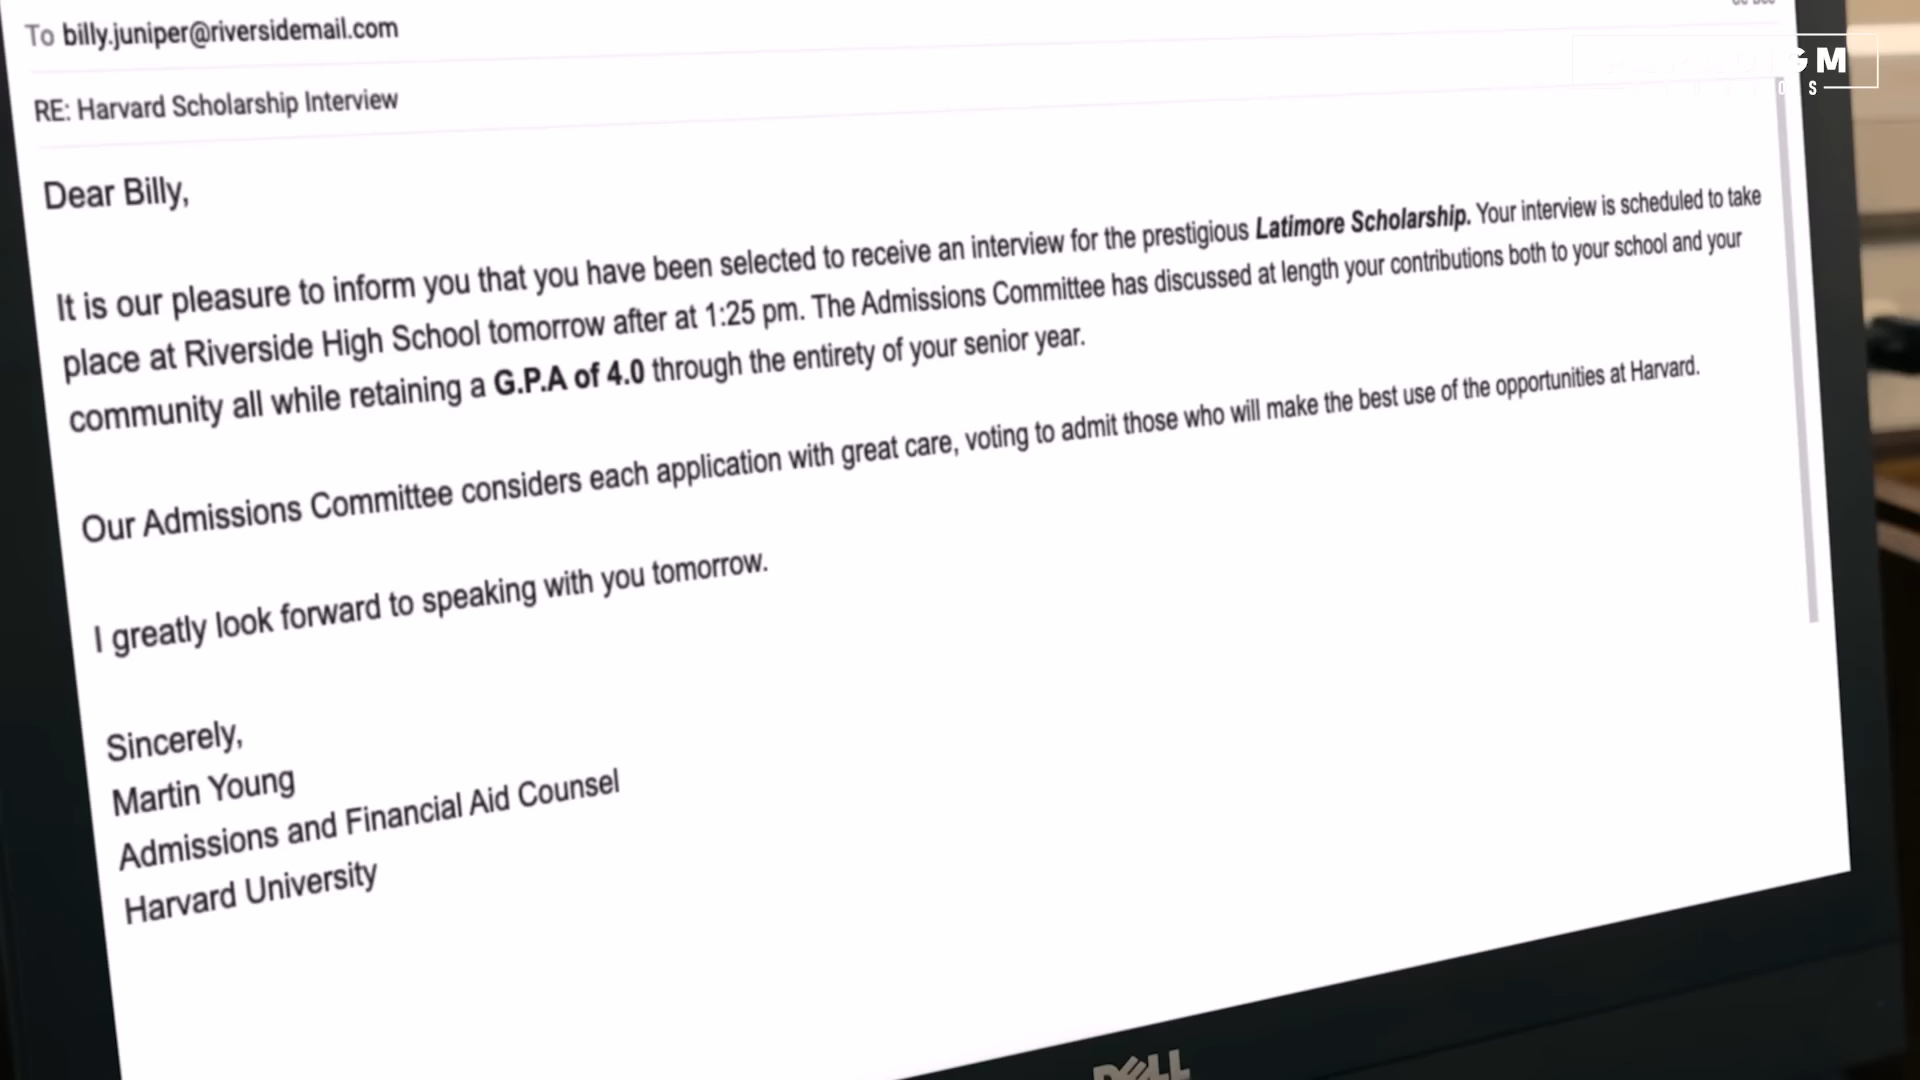 To billy.juniper@riversidemail.com
RE: Harvard Scholarship Interview
Dear Billy,
It is our pleasure to inform you that you have been selected to receive an interview for the prestigious Latimore Scholarship. Your interview is scheduled to take
place at Riverside High School tomorrow after at 1:25 pm. The Admissions Committee has discussed at length your contributions both to your school and your
community all while retaining a G.P.A of 4.0 through the entirety of your senior year.
Our Admissions Committee considers each application with great care, voting to admit those who will make the best use of the opportunities at Harvard.
I greatly look forward to speaking with you tomorrow.
Sincerely,
Martin Young
Admissions and Financial Aid Counsel
Harvard University
DELL